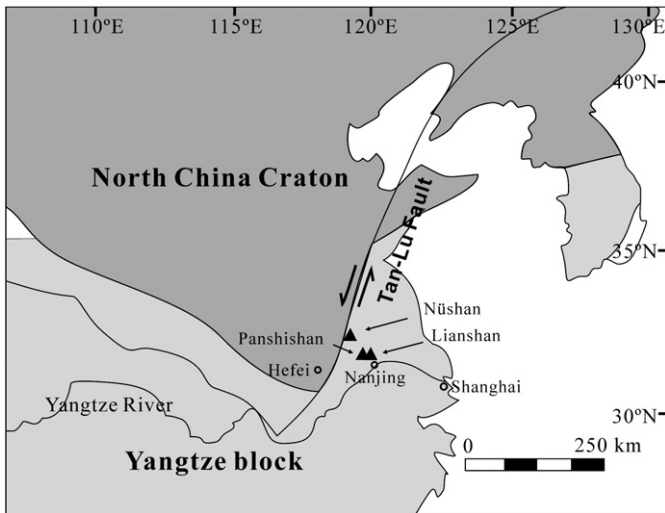 110°E 115°E 120°E 125°E 130°E
40°N
North China Craton
Tan-Lu Fault
35°N
Nüshan
Panshishan
Lianshan
Hefei
Nanjing
Shanghai
Yangtze River
30°N
Yangtze block
0 250 km